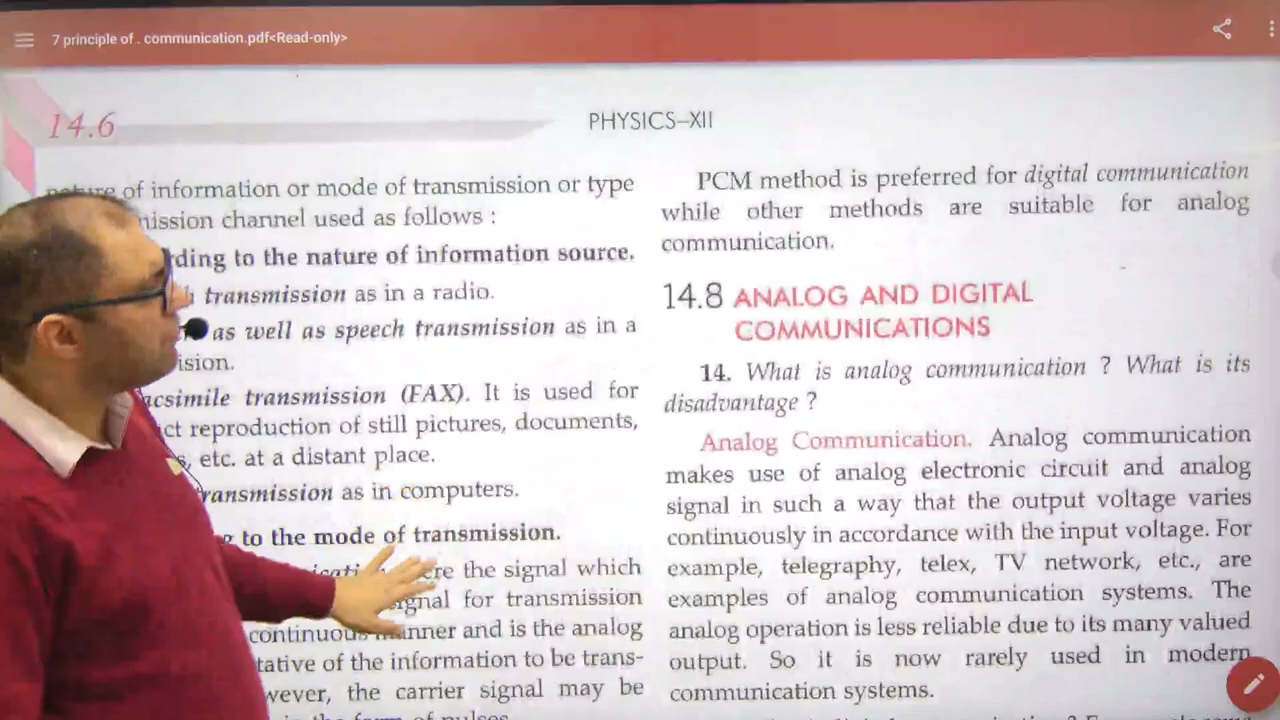 7 principle of . communication.pdf<Read-only>
14.6
PHYSICS–XII
nature of information or mode of transmission or type
mission channel used as follows :
ding to the nature of information source.
transmission as in a radio.
as well as speech transmission as in a
ision.
acsimile transmission (FAX). It is used for
ct reproduction of still pictures, documents,
etc. at a distant place.
ransmission as in computers.
to the mode of transmission.
the signal which
ignal for transmission
continuous manner and is the analog
tative of the information to be trans-
wever, the carrier signal may be
in the form of pulses.
PCM method is preferred for digital communication
while other methods are suitable for analog
communication.
14.8 ANALOG AND DIGITAL
COMMUNICATIONS
14. What is analog communication ? What is its
disadvantage ?
Analog Communication. Analog communication
makes use of analog electronic circuit and analog
signal in such a way that the output voltage varies
continuously in accordance with the input voltage. For
example, telegraphy, telex, TV network, etc., are
examples of analog communication systems. The
analog operation is less reliable due to its many valued
output. So it is now rarely used in modern
communication systems.